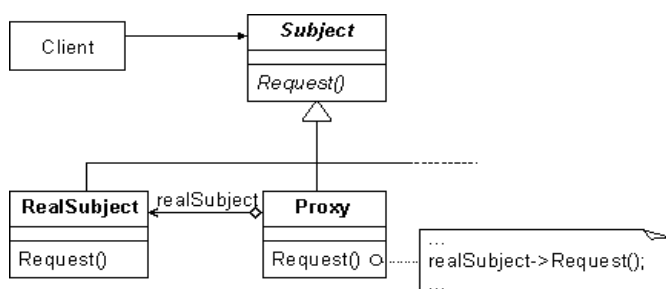 Subject
Client
Request()
realSubject
RealSubject
Proxy
Request()
Request()
...
realSubject->Request();
...